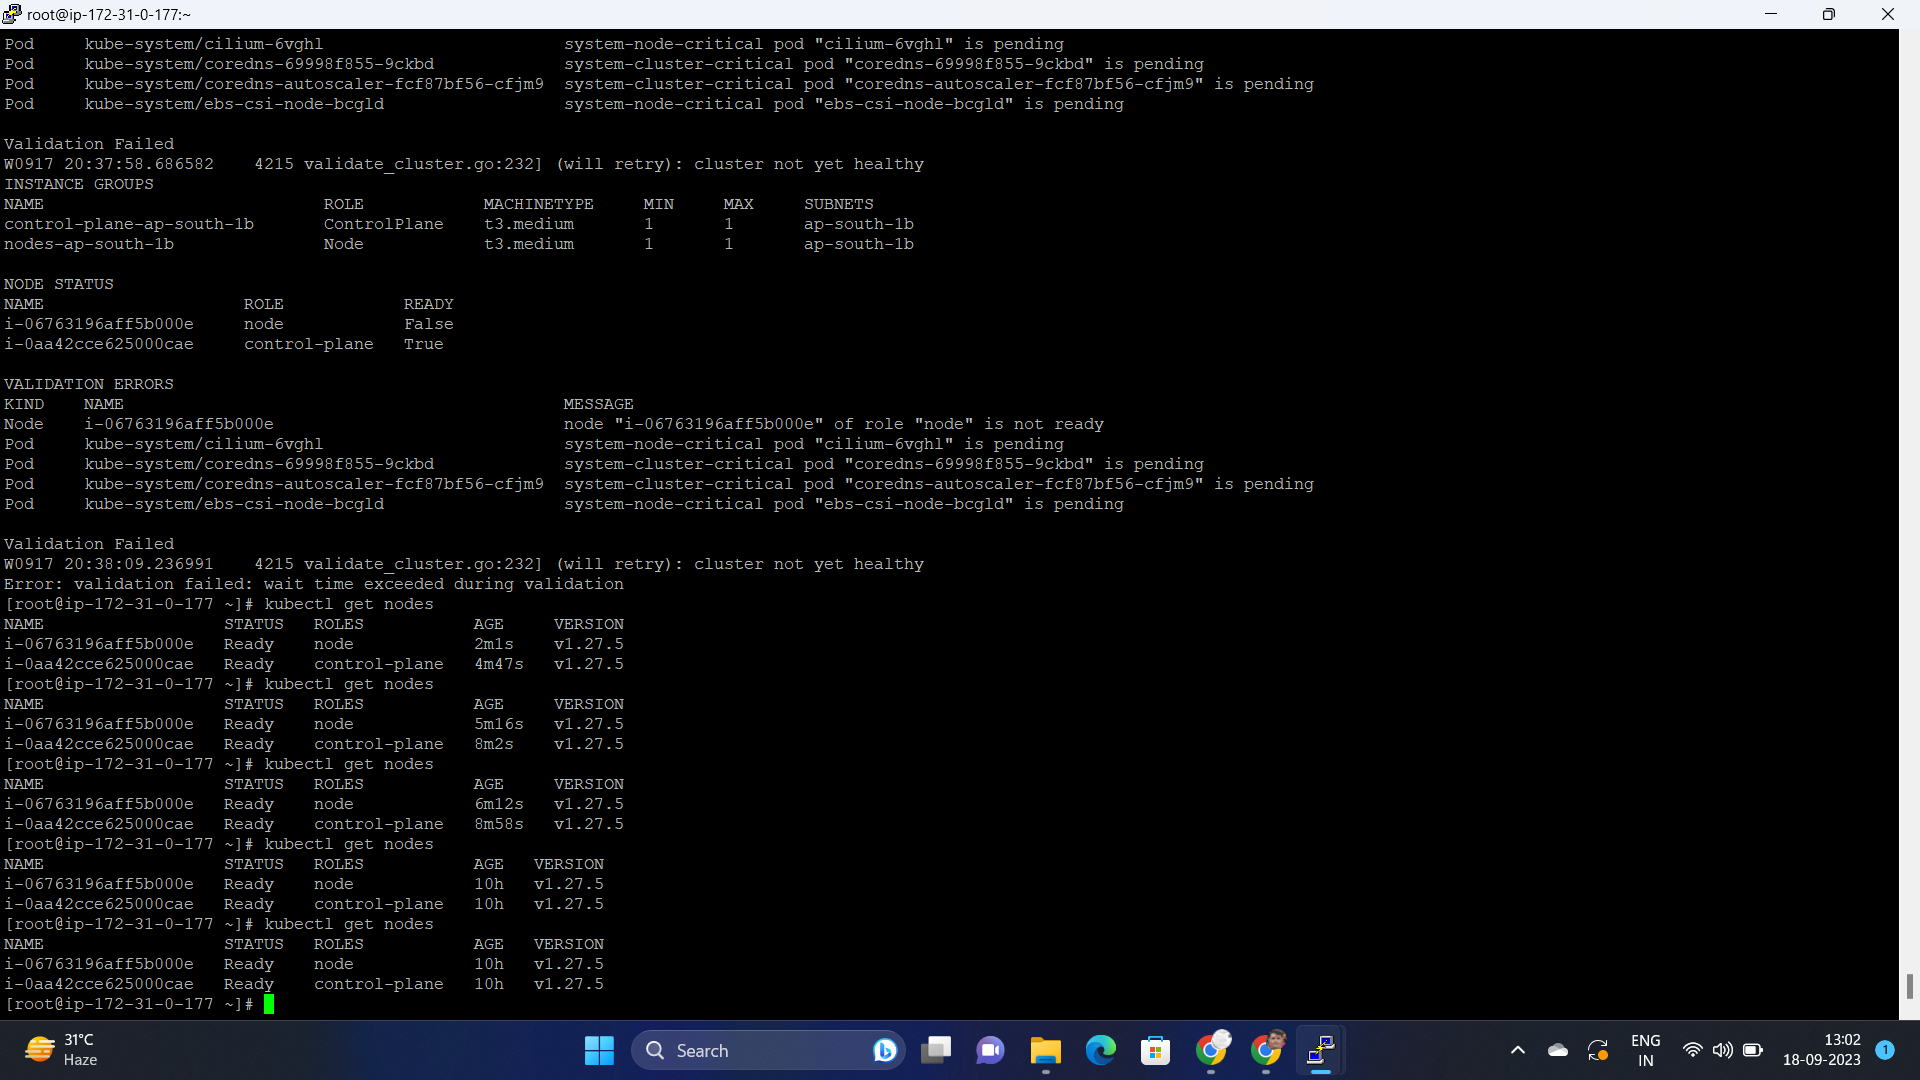 root@ip-172-31-0-177:~
Pod     kube-system/cilium-6vghl                        system-node-critical pod "cilium-6vghl" is pending
Pod     kube-system/coredns-69998f855-9ckbd             system-cluster-critical pod "coredns-69998f855-9ckbd" is pending
Pod     kube-system/coredns-autoscaler-fcf87bf56-cfjm9  system-cluster-critical pod "coredns-autoscaler-fcf87bf56-cfjm9" is pending
Pod     kube-system/ebs-csi-node-bcgld                  system-node-critical pod "ebs-csi-node-bcgld" is pending
Validation Failed
W0917 20:37:58.686582    4215 validate_cluster.go:232] (will retry): cluster not yet healthy
INSTANCE GROUPS
NAME                            ROLE            MACHINETYPE     MIN     MAX     SUBNETS
control-plane-ap-south-1b       ControlPlane    t3.medium       1       1       ap-south-1b
nodes-ap-south-1b               Node            t3.medium       1       1       ap-south-1b
NODE STATUS
NAME                    ROLE            READY
i-06763196aff5b000e     node            False
i-0aa42cce625000cae     control-plane   True
VALIDATION ERRORS
KIND    NAME                                            MESSAGE
Node    i-06763196aff5b000e                             node "i-06763196aff5b000e" of role "node" is not ready
Pod     kube-system/cilium-6vghl                        system-node-critical pod "cilium-6vghl" is pending
Pod     kube-system/coredns-69998f855-9ckbd             system-cluster-critical pod "coredns-69998f855-9ckbd" is pending
Pod     kube-system/coredns-autoscaler-fcf87bf56-cfjm9  system-cluster-critical pod "coredns-autoscaler-fcf87bf56-cfjm9" is pending
Pod     kube-system/ebs-csi-node-bcgld                  system-node-critical pod "ebs-csi-node-bcgld" is pending
Validation Failed
W0917 20:38:09.236991    4215 validate_cluster.go:232] (will retry): cluster not yet healthy
Error: validation failed: wait time exceeded during validation
[root@ip-172-31-0-177 ~]# kubectl get nodes
NAME                  STATUS   ROLES           AGE     VERSION
i-06763196aff5b000e   Ready    node            2m1s    v1.27.5
i-0aa42cce625000cae   Ready    control-plane   4m47s   v1.27.5
[root@ip-172-31-0-177 ~]# kubectl get nodes
NAME                  STATUS   ROLES           AGE     VERSION
i-06763196aff5b000e   Ready    node            5m16s   v1.27.5
i-0aa42cce625000cae   Ready    control-plane   8m2s    v1.27.5
[root@ip-172-31-0-177 ~]# kubectl get nodes
NAME                  STATUS   ROLES           AGE     VERSION
i-06763196aff5b000e   Ready    node            6m12s   v1.27.5
i-0aa42cce625000cae   Ready    control-plane   8m58s   v1.27.5
[root@ip-172-31-0-177 ~]# kubectl get nodes
NAME                  STATUS   ROLES           AGE   VERSION
i-06763196aff5b000e   Ready    node            10h   v1.27.5
i-0aa42cce625000cae   Ready    control-plane   10h   v1.27.5
[root@ip-172-31-0-177 ~]# kubectl get nodes
NAME                  STATUS   ROLES           AGE   VERSION
i-06763196aff5b000e   Ready    node            10h   v1.27.5
i-0aa42cce625000cae   Ready    control-plane   10h   v1.27.5
[root@ip-172-31-0-177 ~]#
31°C
Haze
Search
ENG
IN
13:02
18-09-2023
1